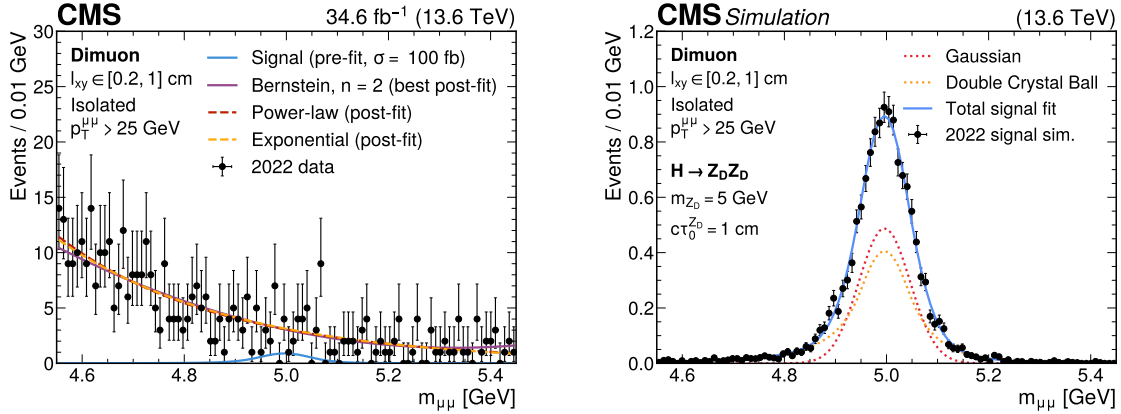 CMS 34.6 fb⁻¹ (13.6 TeV)
Events / 0.01 GeV
30
25
20
15
10
5
0
Dimuon
l_xy ∈ [0.2, 1] cm
Isolated
p_T^μμ > 25 GeV
Signal (pre-fit, σ = 100 fb)
Bernstein, n = 2 (best post-fit)
Power-law (post-fit)
Exponential (post-fit)
2022 data
4.6 4.8 5.0 5.2 5.4
m_μμ [GeV]
CMS Simulation (13.6 TeV)
Events / 0.01 GeV
1.2
1.0
0.8
0.6
0.4
0.2
0.0
Dimuon
l_xy ∈ [0.2, 1] cm
Isolated
p_T^μμ > 25 GeV
H → Z_D Z_D
m_Z_D = 5 GeV
cτ_0^Z_D = 1 cm
Gaussian
Double Crystal Ball
Total signal fit
2022 signal sim.
4.6 4.8 5.0 5.2 5.4
m_μμ [GeV]